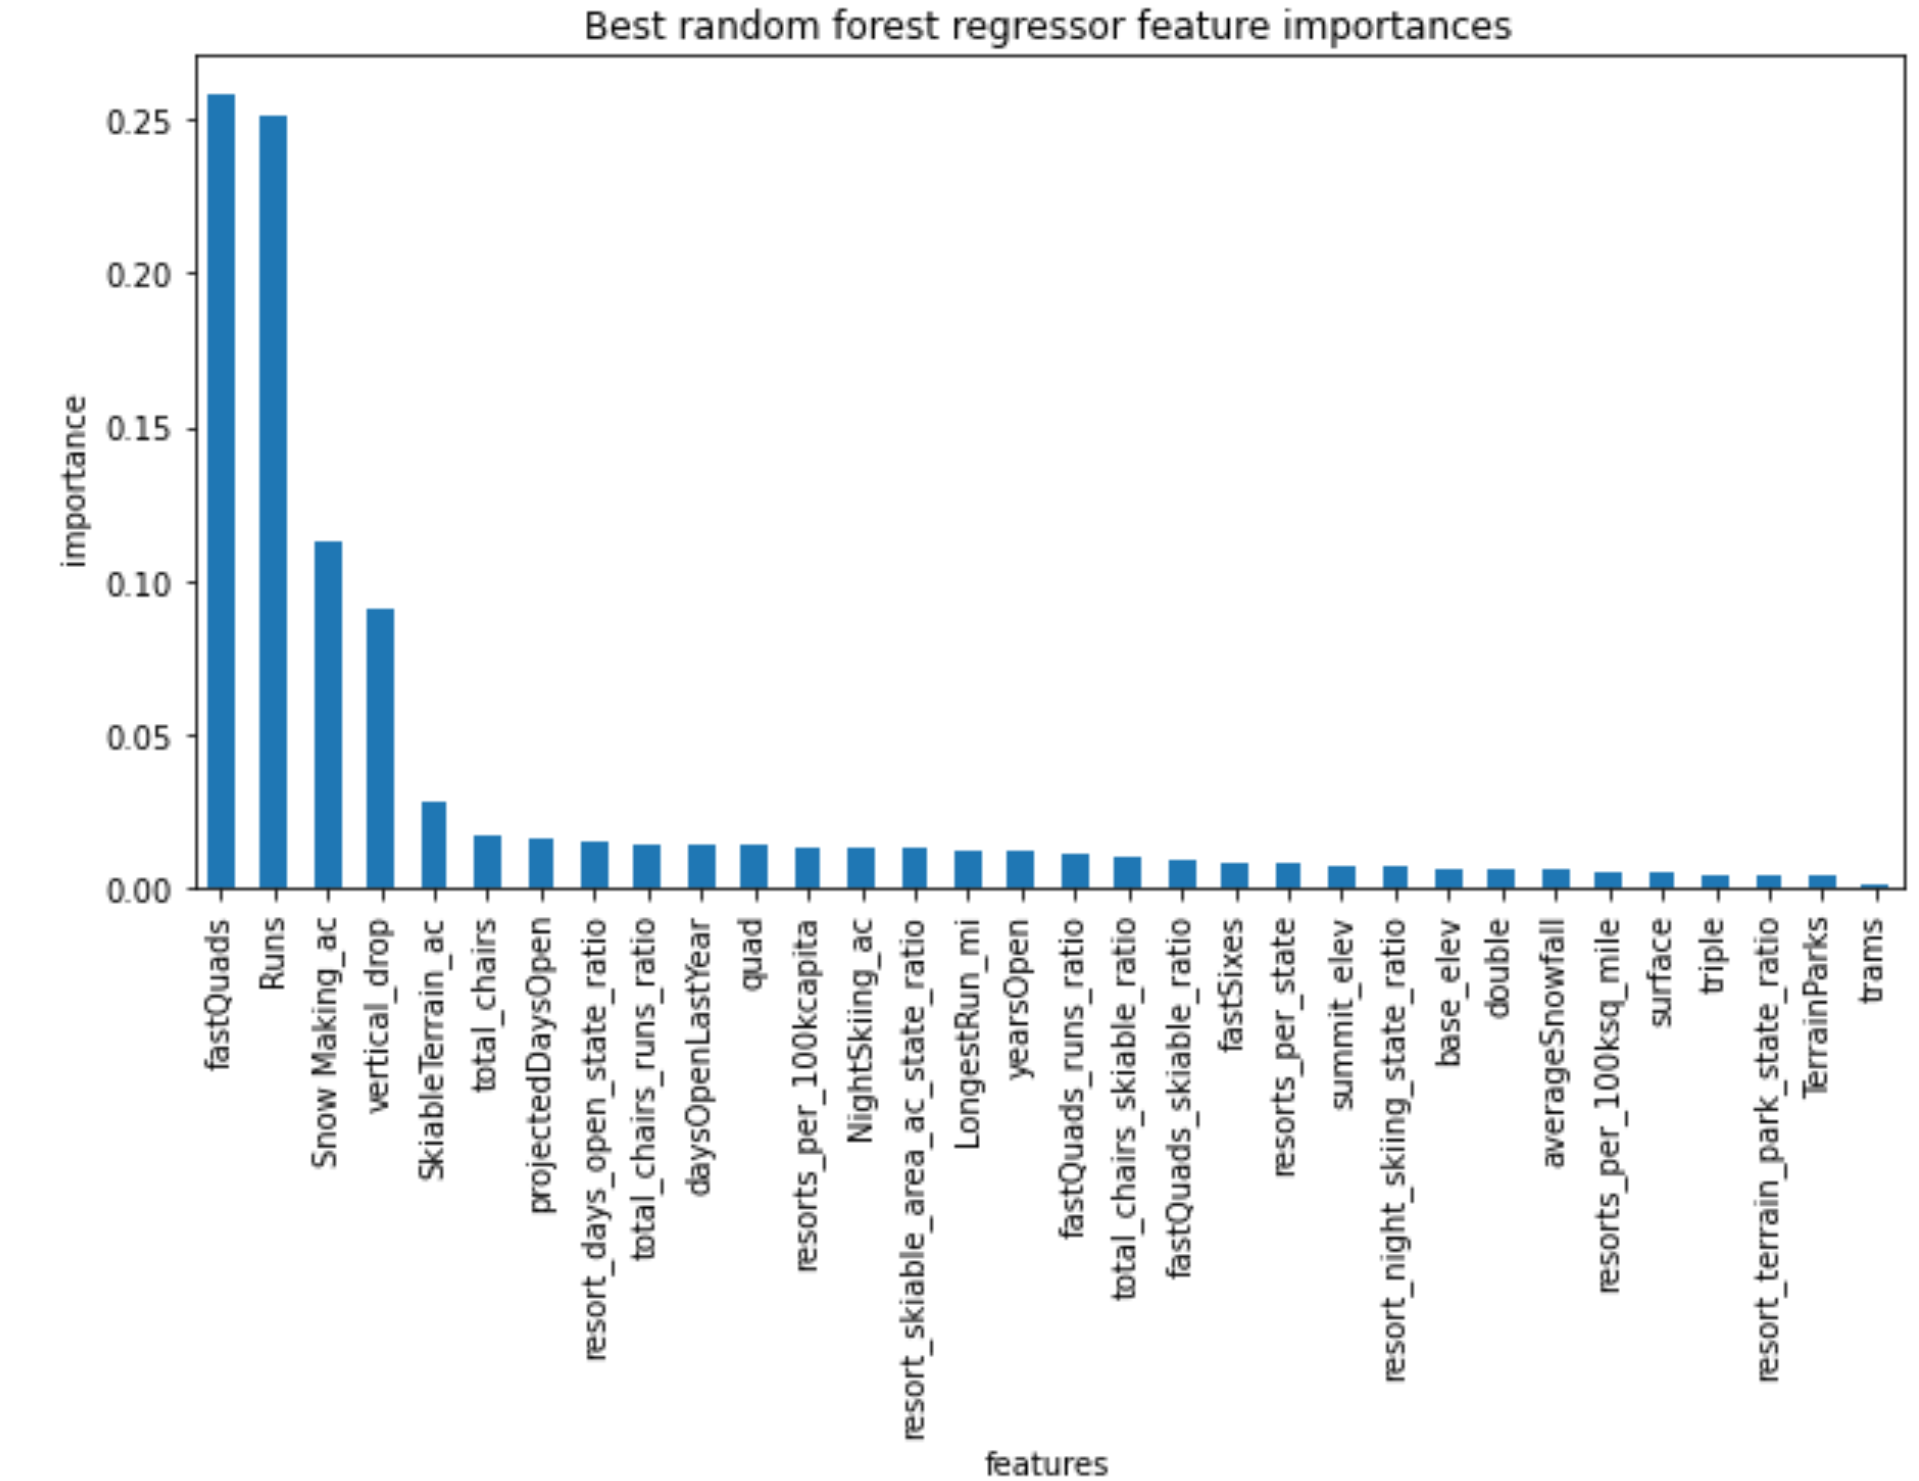 Best random forest regressor feature importances
importance
0.25
0.20
0.15
0.10
0.05
0.00
fastQuads
Runs
Snow Making_ac
vertical_drop
SkiableTerrain_ac
total_chairs
projectedDaysOpen
resort_days_open_state_ratio
total_chairs_runs_ratio
daysOpenLastYear
quad
resorts_per_100kcapita
NightSkiing_ac
resort_skiable_area_ac_state_ratio
LongestRun_mi
yearsOpen
fastQuads_runs_ratio
total_chairs_skiable_ratio
fastQuads_skiable_ratio
fastSixes
resorts_per_state
summit_elev
resort_night_skiing_state_ratio
base_elev
double
averageSnowfall
resorts_per_100ksq_mile
surface
triple
resort_terrain_park_state_ratio
TerrainParks
trams
features